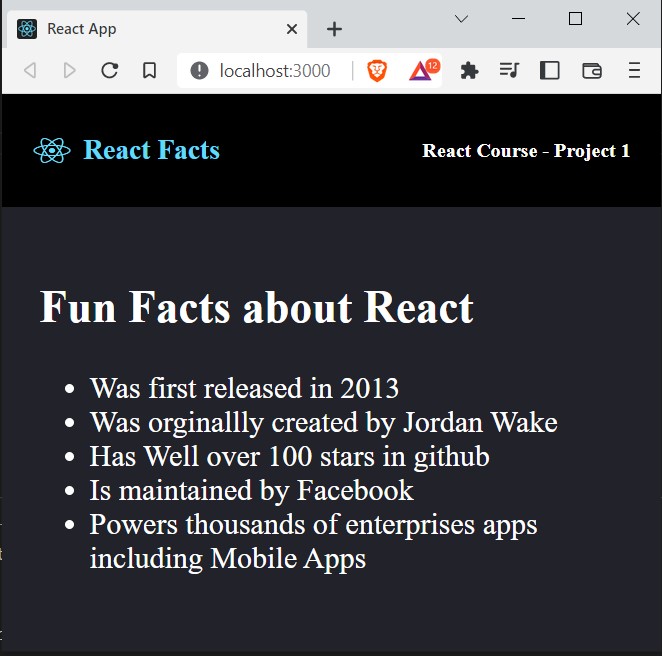 React App
localhost:3000
12
React Facts
React Course - Project 1
Fun Facts about React
Was first released in 2013
Was orginallly created by Jordan Wake
Has Well over 100 stars in github
Is maintained by Facebook
Powers thousands of enterprises apps
including Mobile Apps